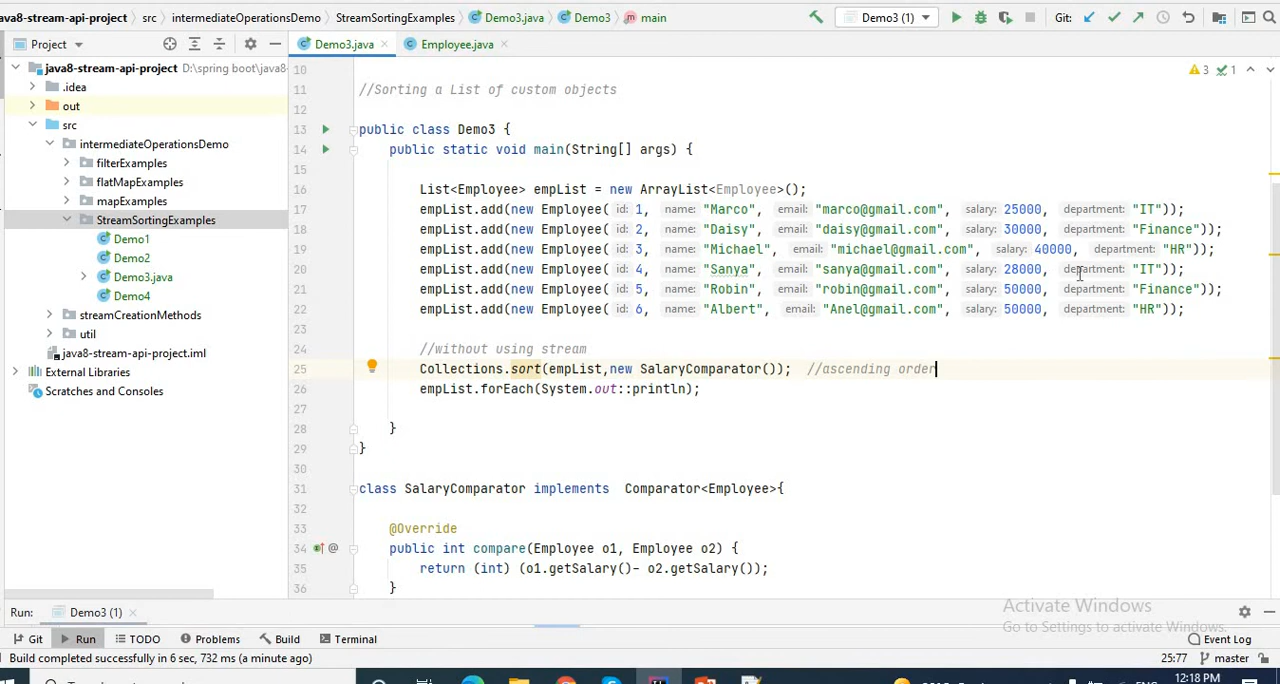 ava8-stream-api-project src intermediateOperationsDemo StreamSortingExamples Demo3.java Demo3 main Demo3 (1) Git:
Project Demo3.java Employee.java
java8-stream-api-project D:\spring boot\java8-
.idea
out
src
intermediateOperationsDemo
filterExamples
flatMapExamples
mapExamples
StreamSortingExamples
Demo1
Demo2
Demo3.java
Demo4
streamCreationMethods
util
java8-stream-api-project.iml
External Libraries
Scratches and Consoles
3 1
10
11 //Sorting a List of custom objects
12
13 public class Demo3 {
14 public static void main(String[] args) {
15
16 List<Employee> empList = new ArrayList<Employee>();
17 empList.add(new Employee( id: 1, name: "Marco", email: "marco@gmail.com", salary: 25000, department: "IT"));
18 empList.add(new Employee( id: 2, name: "Daisy", email: "daisy@gmail.com", salary: 30000, department: "Finance"));
19 empList.add(new Employee( id: 3, name: "Michael", email: "michael@gmail.com", salary: 40000, department: "HR"));
20 empList.add(new Employee( id: 4, name: "Sanya", email: "sanya@gmail.com", salary: 28000, department: "IT"));
21 empList.add(new Employee( id: 5, name: "Robin", email: "robin@gmail.com", salary: 50000, department: "Finance"));
22 empList.add(new Employee( id: 6, name: "Albert", email: "Anel@gmail.com", salary: 50000, department: "HR"));
23
24 //without using stream
25 Collections.sort(empList,new SalaryComparator()); //ascending order
26 empList.forEach(System.out::println);
27
28 }
29 }
30
31 class SalaryComparator implements Comparator<Employee>{
32
33 @Override
34 @ public int compare(Employee o1, Employee o2) {
35 return (int) (o1.getSalary()- o2.getSalary());
36 }
Activate Windows
Go to Settings to activate Windows.
Run: Demo3 (1)
Git Run TODO Problems Build Terminal Event Log
Build completed successfully in 6 sec, 732 ms (a minute ago) 25:77 master
12:18 PM